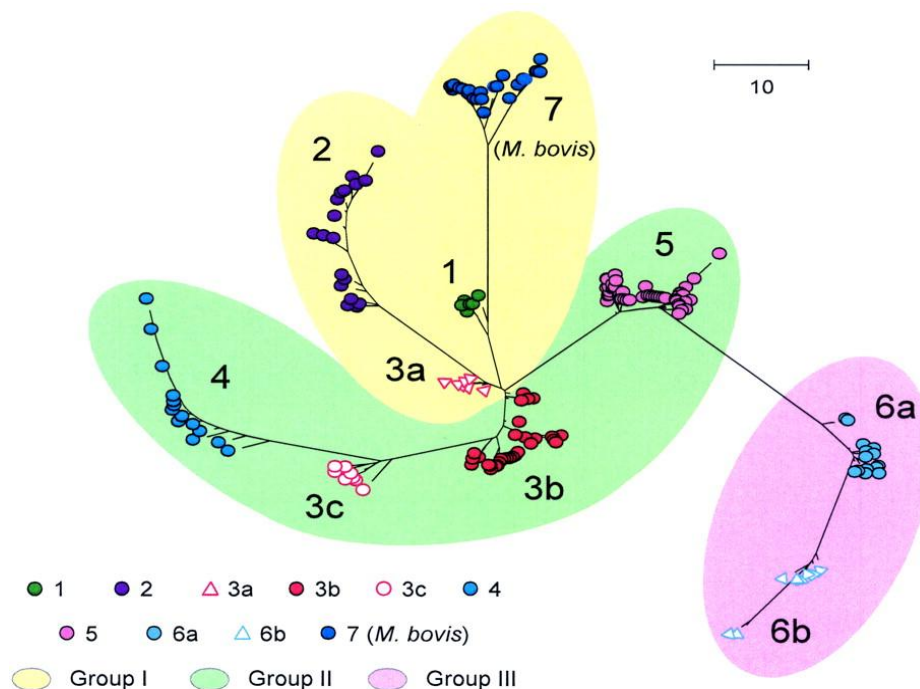 10
7
(M. bovis)
2
1
5
3a
4
6a
3c
3b
6b
1 2 3a 3b 3c 4
5 6a 6b 7 (M. bovis)
Group I Group II Group III